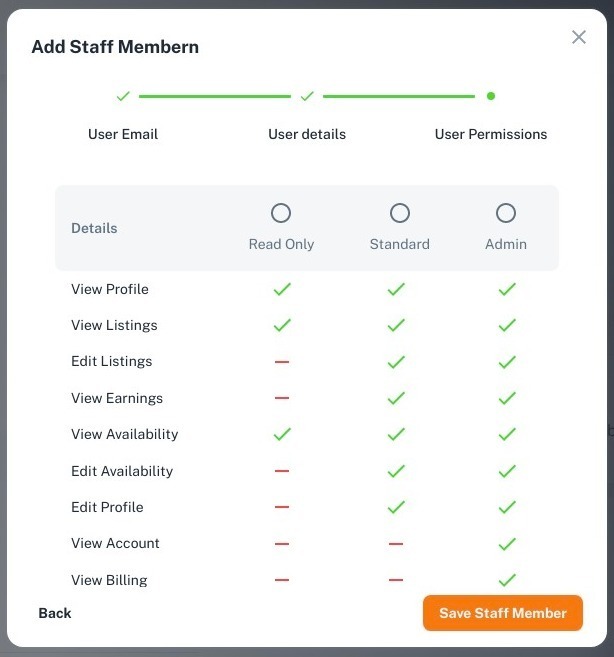 Add Staff Membern
User Email User details User Permissions
Details Read Only Standard Admin
View Profile
View Listings
Edit Listings
View Earnings
View Availability
Edit Availability
Edit Profile
View Account
View Billing
Back Save Staff Member